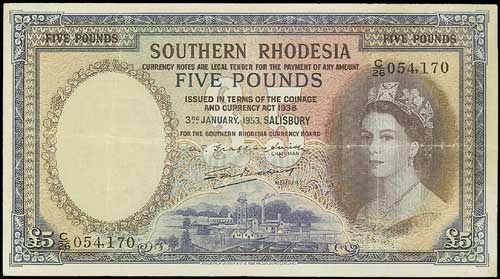 FIVE POUNDS
FIVE POUNDS
SOUTHERN RHODESIA
CURRENCY NOTES ARE LEGAL TENDER FOR THE PAYMENT OF ANY AMOUNT.
FIVE POUNDS
C/26 054,170
ISSUED IN TERMS OF THE COINAGE
AND CURRENCY ACT 1938
3RD JANUARY, 1953, SALISBURY
FOR THE SOUTHERN RHODESIA CURRENCY BOARD
CHAIRMAN
MEMBER
£5
C/26 054,170
£5